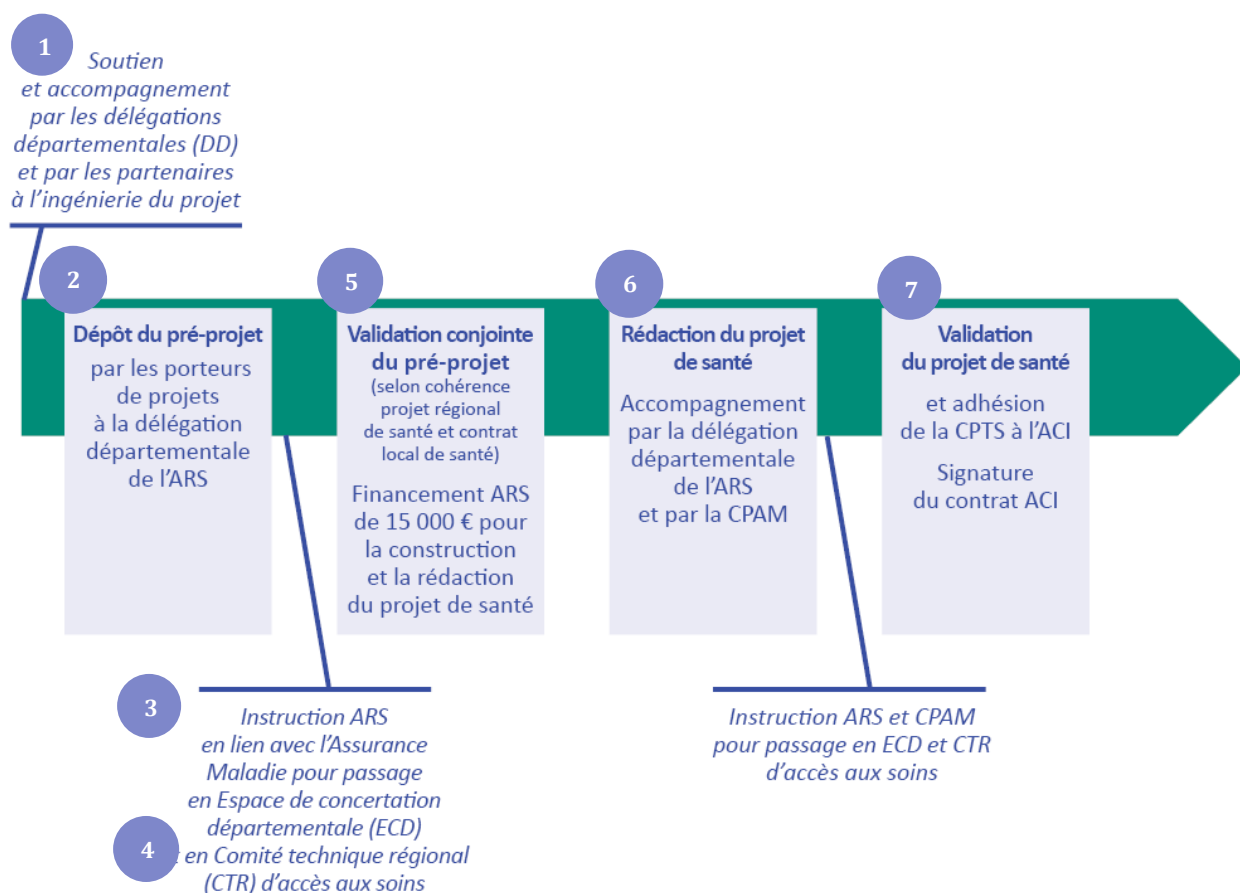 1
Soutien
et accompagnement
par les délégations
départementales (DD)
et par les partenaires
à l’ingénierie du projet
2
Dépôt du pré-projet
par les porteurs
de projets
à la délégation
départementale
de l’ARS
3
Instruction ARS
en lien avec l’Assurance
Maladie pour passage
en Espace de concertation
départementale (ECD)
4
en Comité technique régional
(CTR) d’accès aux soins
5
Validation conjointe
du pré-projet
(selon cohérence
projet régional
de santé et contrat
local de santé)
Financement ARS
de 15 000 € pour
la construction
et la rédaction
du projet de santé
6
Rédaction du projet
de santé
Accompagnement
par la délégation
départementale
de l’ARS
et par la CPAM
Instruction ARS et CPAM
pour passage en ECD et CTR
d’accès aux soins
7
Validation
du projet de santé
et adhésion
de la CPTS à l’ACI
Signature
du contrat ACI